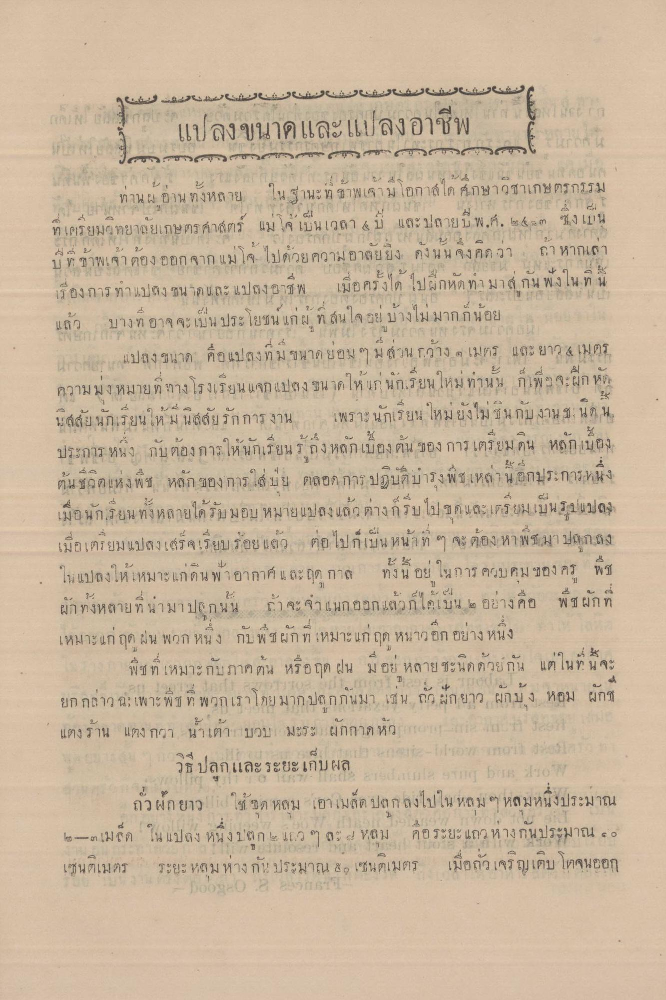 แปลงขนาดและแปลงอาชีพ
ท่านผู้อ่านทั้งหลาย ในฐานะที่ข้าพเจ้ามีโอกาสได้ศึกษาวิชาเกษตรกรรม
ที่เตรียมวิทยาลัยเกษตรศาสตร์ แม่โจ้เป็นเวลา ๕ ปี และปลายปี พ.ศ. ๒๔๘๓ ซึ่งเป็น
ปีที่ข้าพเจ้าต้องออกจากแม่โจ้ไปด้วยความอาลัยยิ่ง ดังนั้นจึงคิดว่า ถ้าหากเล่า
เรื่องการทำแปลงขนาดและแปลงอาชีพ เมื่อครั้งได้ไปฝึกหัดทำมาสู่กันฟังในที่นี้
แล้ว บางทีอาจจะเป็นประโยชน์แก่ผู้ที่สนใจอยู่บ้างไม่มากก็น้อย
แปลงขนาด คือแปลงที่มีขนาดย่อมๆ มีส่วนกว้าง ๑ เมตร และยาว ๕ เมตร
ความมุ่งหมายที่ทางโรงเรียนแจกแปลงขนาดให้แก่นักเรียนใหม่ทำนั้น ก็เพื่อจะฝึกหัด
นิสสัยนักเรียนให้มีนิสสัยรักการงาน เพราะนักเรียนใหม่ยังไม่ชินกับงานชะนิดนี้
ประการหนึ่ง กับต้องการให้นักเรียนรู้ถึงหลักเบื้องต้นของการเตรียมดิน หลักเบื้อง
ต้นชีวิตแห่งพืช หลักของการใส่ปุ๋ย ตลอดการปฏิบัติบำรุงพืชเหล่านี้อีกประการหนึ่ง
เมื่อนักเรียนทั้งหลายได้รับมอบหมายแปลงแล้วต่างก็รีบไปขุดและเตรียมเป็นรูปแปลง
เมื่อเตรียมแปลงเสร็จเรียบร้อยแล้ว ต่อไปก็เป็นหน้าที่ ๆ จะต้องหาพืชมาปลูกลง
ในแปลงให้เหมาะแก่ดินฟ้าอากาศและฤดูกาล ทั้งนี้อยู่ในการควบคุมของครู พืช
ผักทั้งหลายที่นำมาปลูกนั้น ถ้าจะจำแนกออกแล้วก็ได้เป็น ๒ อย่างคือ พืชผักที่
เหมาะแก่ฤดูฝนพวกหนึ่ง กับพืชผักที่เหมาะแก่ฤดูหนาวอีกอย่างหนึ่ง
พืชที่เหมาะกับภาคต้น หรือฤดฝน มีอยู่หลายชะนิดด้วยกัน แต่ในที่นี้จะ
ยกกล่าวฉะเพาะพืชที่พวกเราโดยมากปลูกกันมา เช่น ถั่วฝักยาว ผักบุ้ง หอม ผักชี
แตงร้าน แตงกวา น้ำเต้า บวบ มะระ ผักกาดหัว
วิธีปลูกและระยะเก็บผล
ถั่วฝักยาว ใช้ขุดหลุม เอาเมล็ดปลูกลงไปในหลุมๆ หลุมหนึ่งประมาณ
๒—๓เมล็ด ในแปลงหนึ่งปลูก ๒ แถว ๆ ละ ๘ หลุม คือระยะแถวห่างกันประมาณ
เซนติเมตร ระยะหลุมห่างกันประมาณ ๕๐ เซนติเมตร เมื่อถั่วเจริญเติบโตจนออก